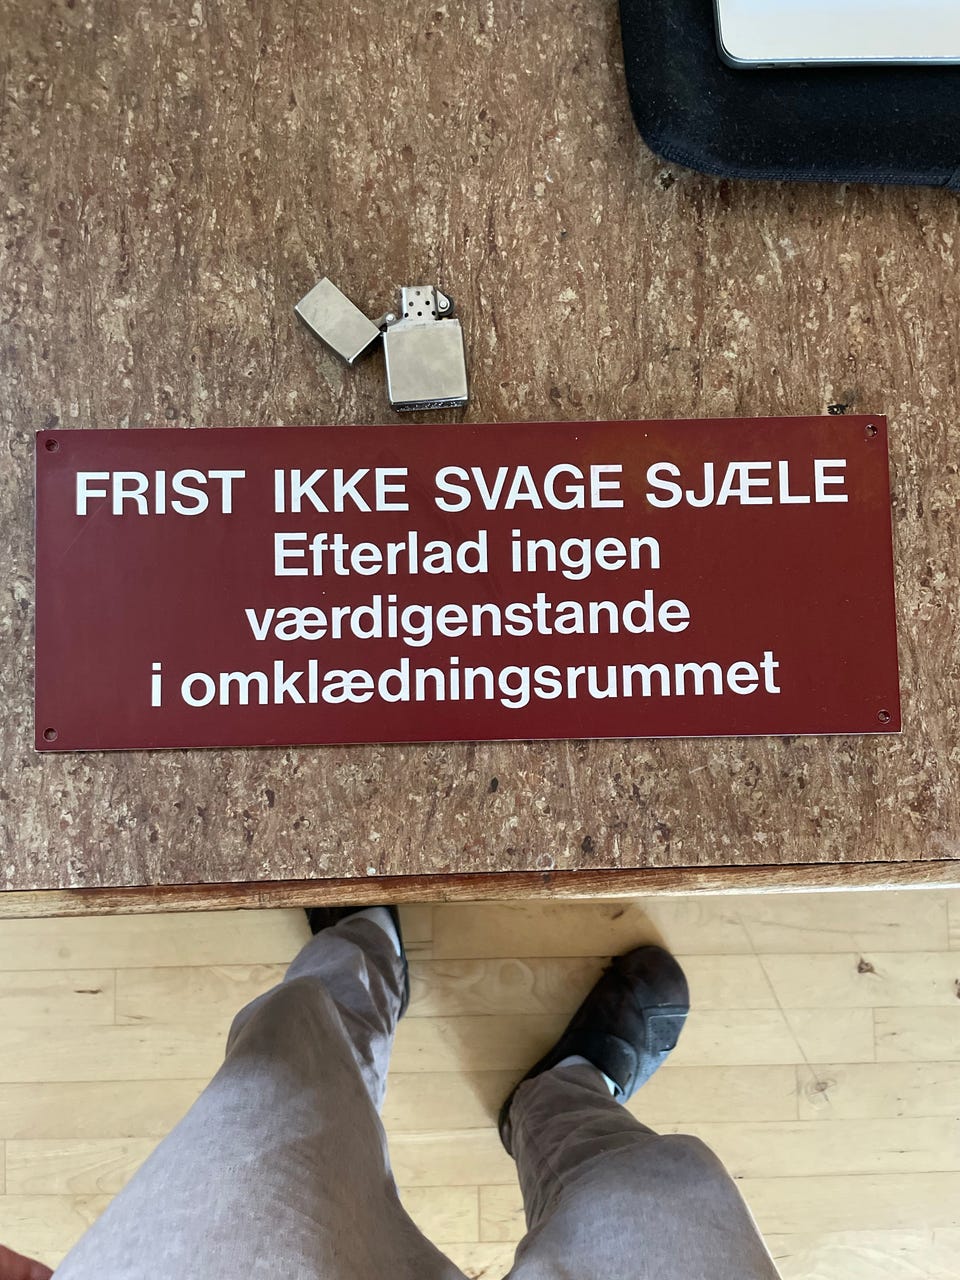 FRIST IKKE SVAGE SJÆLE
Efterlad ingen
værdigenstande
i omklædningsrummet